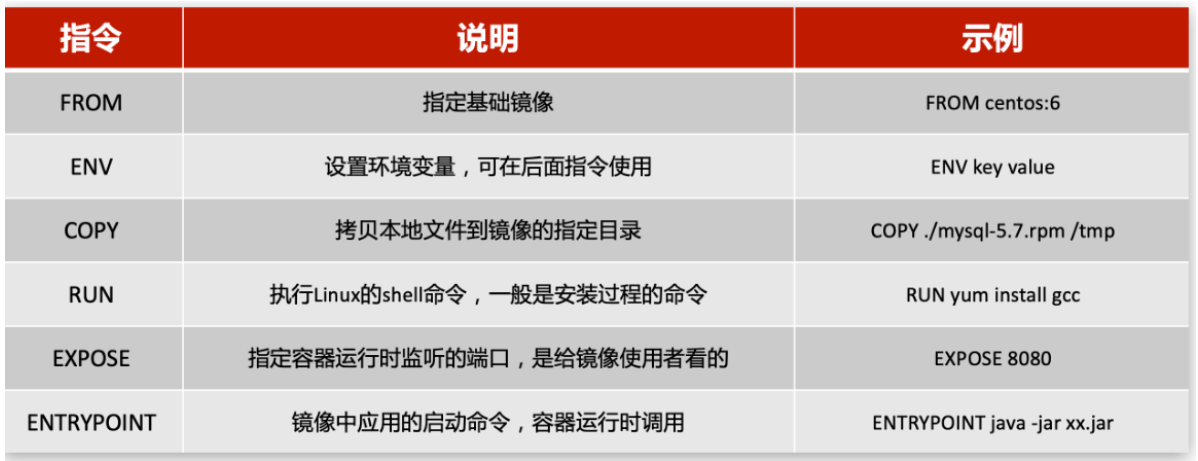 指令 说明 示例
FROM 指定基础镜像 FROM centos:6
ENV 设置环境变量，可在后面指令使用 ENV key value
COPY 拷贝本地文件到镜像的指定目录 COPY ./mysql-5.7.rpm /tmp
RUN 执行Linux的shell命令，一般是安装过程的命令 RUN yum install gcc
EXPOSE 指定容器运行时监听的端口，是给镜像使用者看的 EXPOSE 8080
ENTRYPOINT 镜像中应用的启动命令，容器运行时调用 ENTRYPOINT java -jar xx.jar